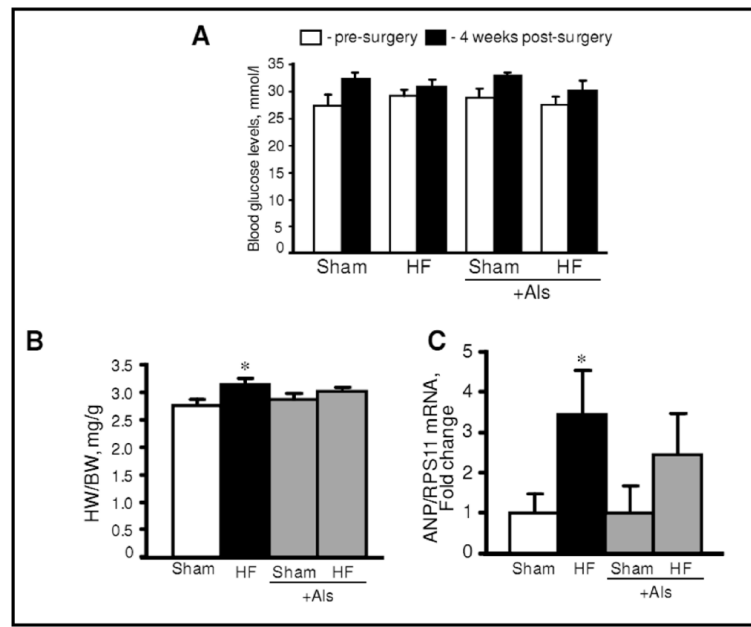 A
- pre-surgery - 4 weeks post-surgery
Blood glucose levels, mmol/l
35
30
25
20
15
10
5
0
Sham HF Sham HF
+Als
B
HW/BW, mg/g
3.5
3.0
2.5
2.0
1.5
1.0
0.5
0
*
Sham HF Sham HF
+Als
C
ANP/RPS11 mRNA,
Fold change
5
4
3
2
1
0
*
Sham HF Sham HF
+Als